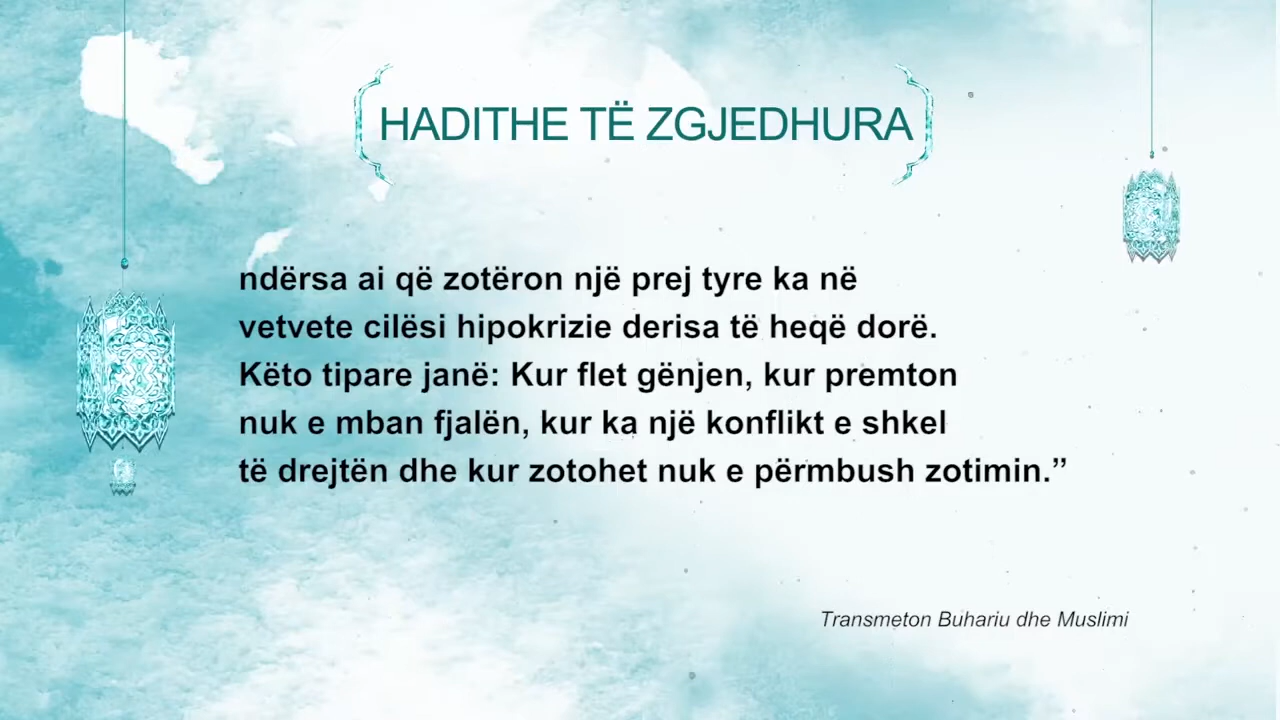 HADITHE TË ZGJEDHURA
ndërsa ai që zotëron një prej tyre ka në
vetvete cilësi hipokrizie derisa të heqë dorë.
Këto tipare janë: Kur flet gënjen, kur premton
nuk e mban fjalën, kur ka një konflikt e shkel
të drejtën dhe kur zotohet nuk e përmbush zotimin.”
Transmeton Buhariu dhe Muslimi